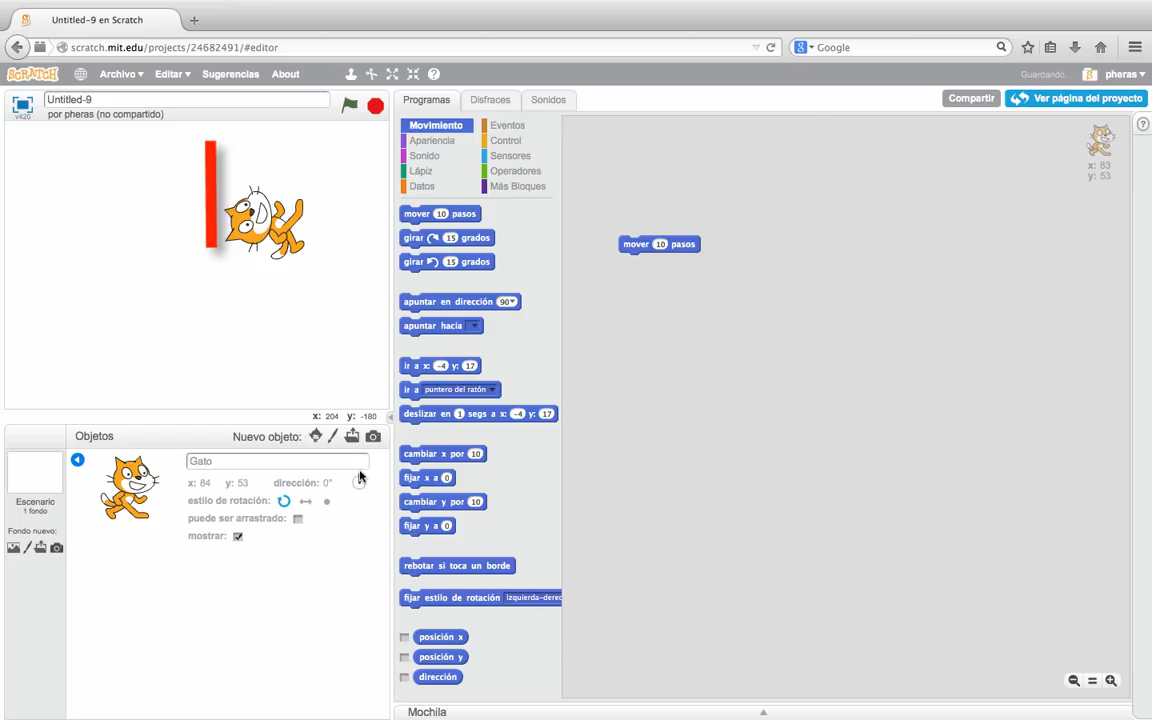 Untitled-9 en Scratch
scratch.mit.edu/projects/24682491/#editor
Google
SCRATCH
Archivo
Editar
Sugerencias
About
Guardando...
pheras
v420
Untitled-9
por pheras (no compartido)
Programas
Disfraces
Sonidos
Compartir
Ver página del proyecto
Movimiento
Eventos
Apariencia
Control
Sonido
Sensores
Lápiz
Operadores
Datos
Más Bloques
x: 83
y: 53
mover 10 pasos
girar 15 grados
girar 15 grados
apuntar en dirección 90
apuntar hacia
ir a x: -4 y: 17
ir a puntero del ratón
deslizar en 1 segs a x: -4 y: 17
cambiar x por 10
fijar x a 0
cambiar y por 10
fijar y a 0
rebotar si toca un borde
fijar estilo de rotación izquierda-derec
posición x
posición y
dirección
mover 10 pasos
x: 204 y: -180
Objetos
Nuevo objeto:
Gato
x: 84 y: 53 dirección: 0°
estilo de rotación:
puede ser arrastrado:
mostrar:
Escenario
1 fondo
Fondo nuevo:
Mochila